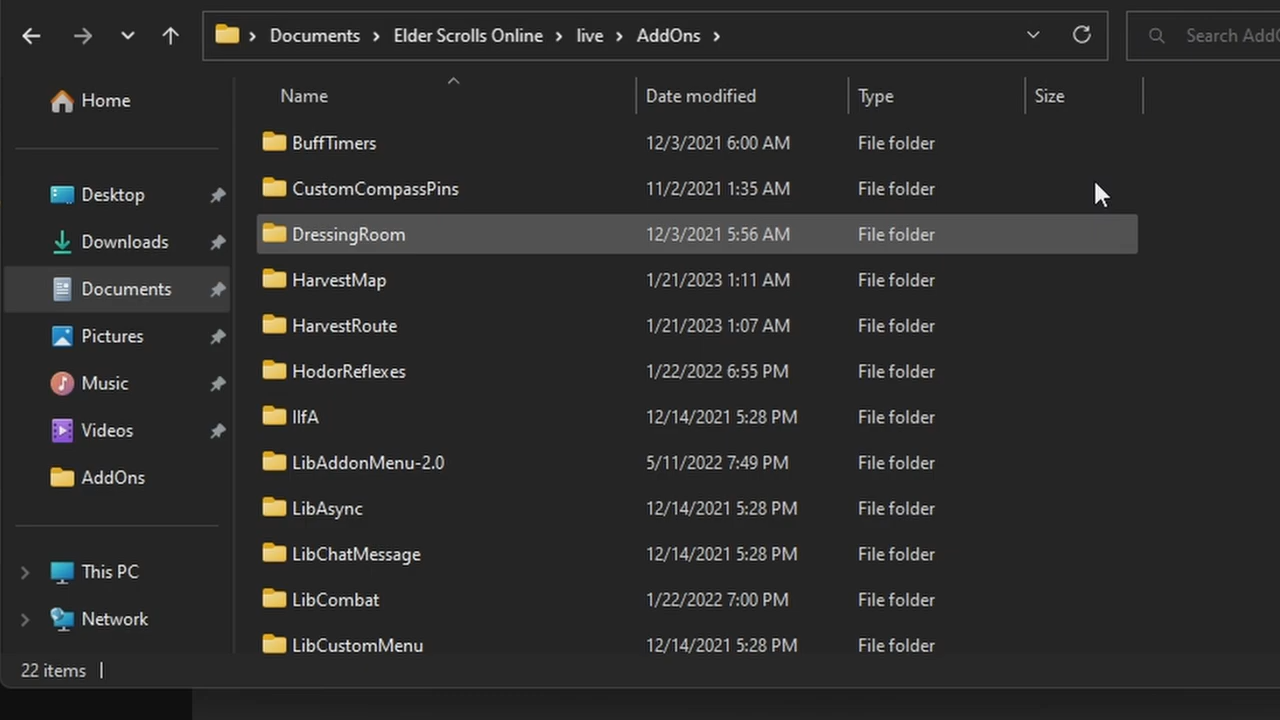 Documents > Elder Scrolls Online > live > AddOns >
Search Add
Name Date modified Type Size
Home
Desktop
Downloads
Documents
Pictures
Music
Videos
AddOns
This PC
Network
BuffTimers 12/3/2021 6:00 AM File folder
CustomCompassPins 11/2/2021 1:35 AM File folder
DressingRoom 12/3/2021 5:56 AM File folder
HarvestMap 1/21/2023 1:11 AM File folder
HarvestRoute 1/21/2023 1:07 AM File folder
HodorReflexes 1/22/2022 6:55 PM File folder
IIfA 12/14/2021 5:28 PM File folder
LibAddonMenu-2.0 5/11/2022 7:49 PM File folder
LibAsync 12/14/2021 5:28 PM File folder
LibChatMessage 12/14/2021 5:28 PM File folder
LibCombat 1/22/2022 7:00 PM File folder
LibCustomMenu 12/14/2021 5:28 PM File folder
22 items